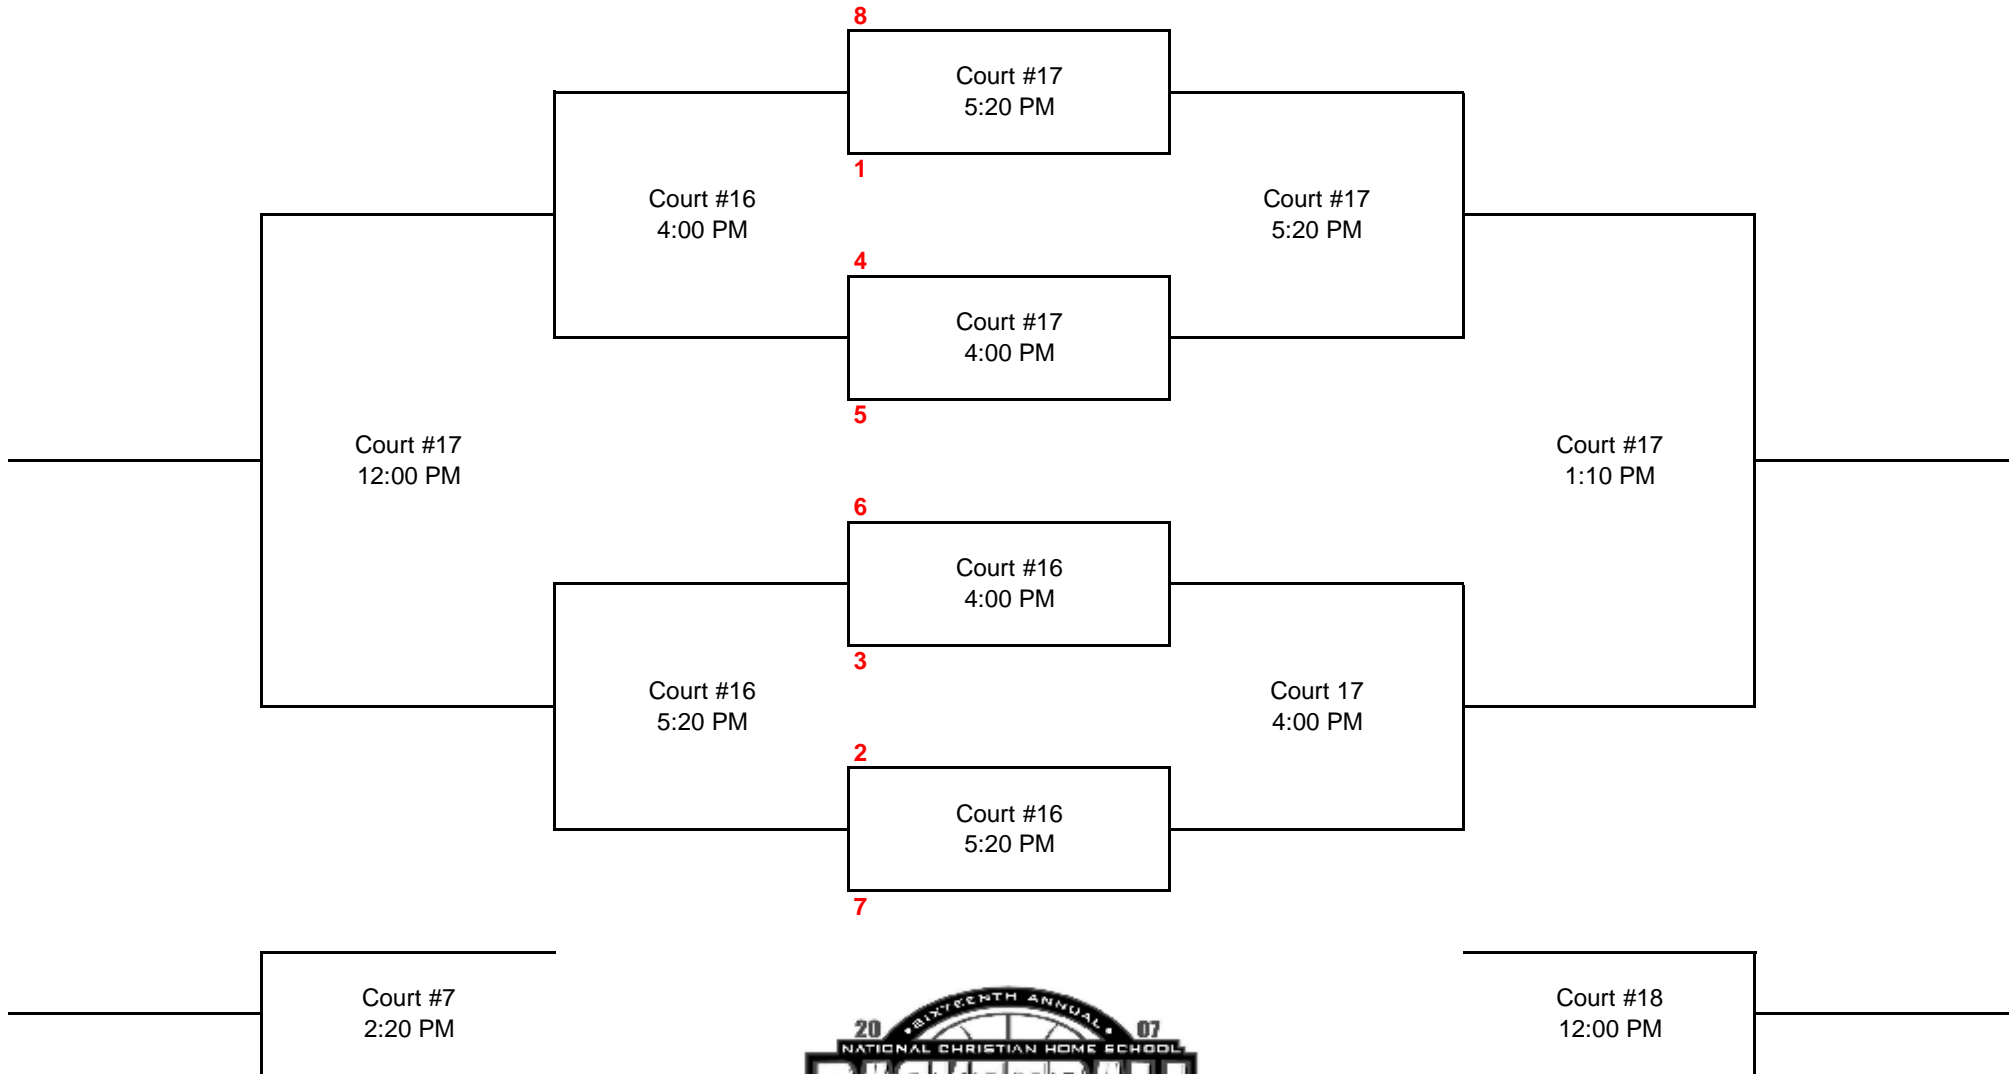 8
Court #17
5:20 PM
1
Court #16
4:00 PM
Court #17
5:20 PM
4
Court #17
4:00 PM
5
Court #17
12:00 PM
Court #17
1:10 PM
6
Court #16
4:00 PM
3
Court #16
5:20 PM
Court 17
4:00 PM
2
Court #16
5:20 PM
7
Court #7
2:20 PM
SIXTEENTH ANNUAL
20 07
NATIONAL CHRISTIAN HOME SCHOOL
Court #18
12:00 PM